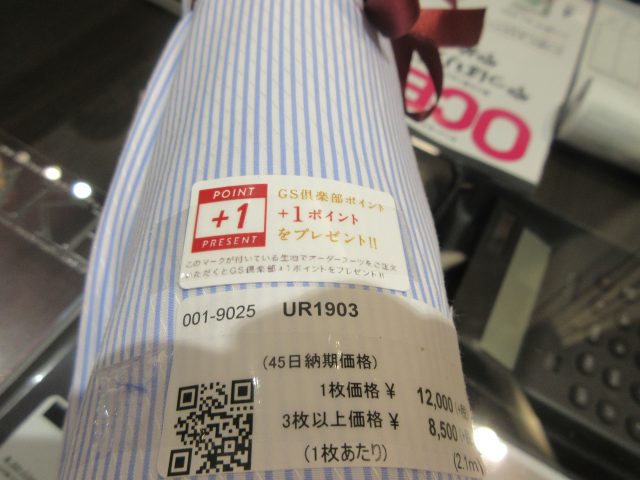 OCE
POINT
+1
PRESENT
GS倶楽部ポイント
+1ポイント
をプレゼント!!
このマークが付いている生地でオーダースーツをご注文
いただくとGS倶楽部+1ポイントをプレゼント!!
001-9025 UR1903
(45日納期価格)
1枚価格 ¥ 12,000
3枚以上価格 ¥ 8,500
(1枚あたり) (2.1m)